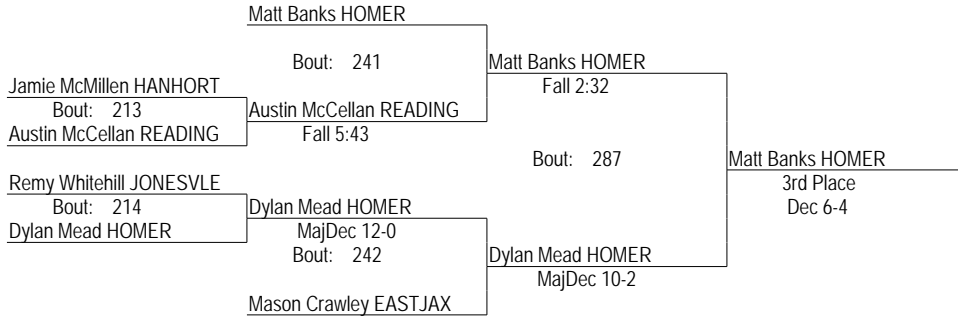 Matt Banks HOMER
Bout: 241
Matt Banks HOMER
Jamie McMillen HANHORT
Fall 2:32
Bout: 213
Austin McCellan READING
Austin McCellan READING
Fall 5:43
Bout: 287
Matt Banks HOMER
Remy Whitehill JONESVLE
3rd Place
Bout: 214
Dylan Mead HOMER
Dec 6-4
Dylan Mead HOMER
MajDec 12-0
Bout: 242
Dylan Mead HOMER
MajDec 10-2
Mason Crawley EASTJAX